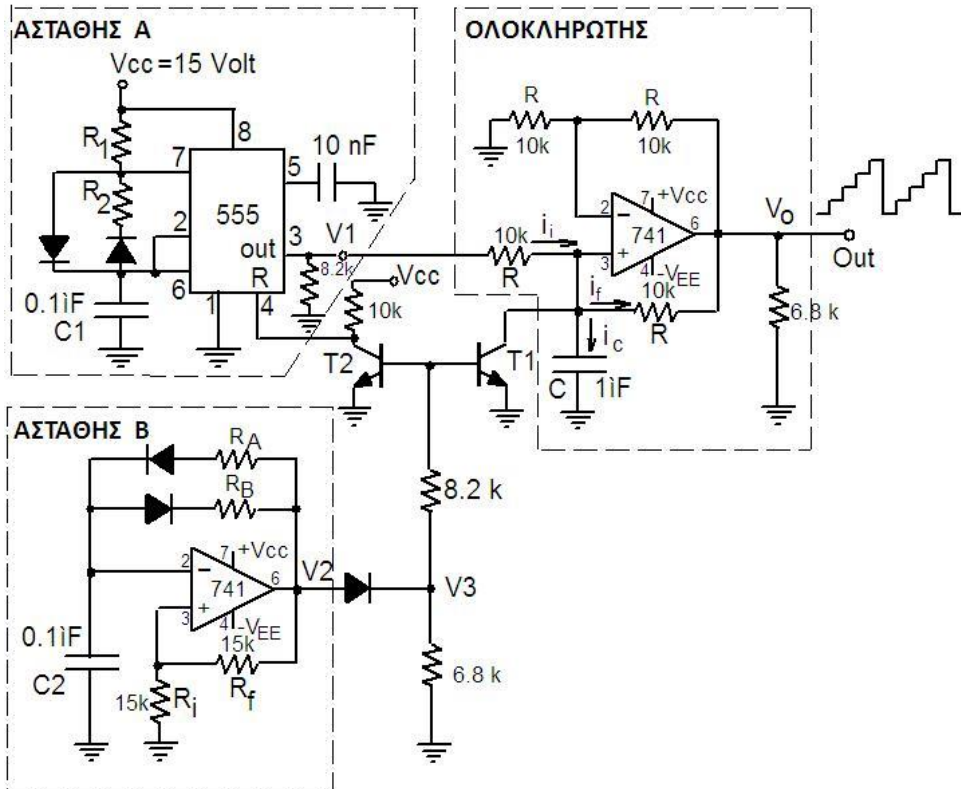 ΑΣΤΑΘΗΣ Α
Vcc = 15 Volt
R1
R2
7
8
5
10 nF
2
555
out
3
V1
6
1
R
4
8.2k
0.1ìF
C1
Vcc
10k
T2
T1
ΟΛΟΚΛΗΡΩΤΗΣ
R
10k
R
10k
7
+Vcc
2
−
741
6
3
+
4
-VEE
10k
R
ii
if
10k
R
ic
C
1ìF
Vo
Out
6.8 k
ΑΣΤΑΘΗΣ Β
RA
RB
7
+Vcc
2
−
741
6
3
+
4
-VEE
15k
Rf
V2
V3
8.2 k
6.8 k
0.1ìF
C2
15k
Ri